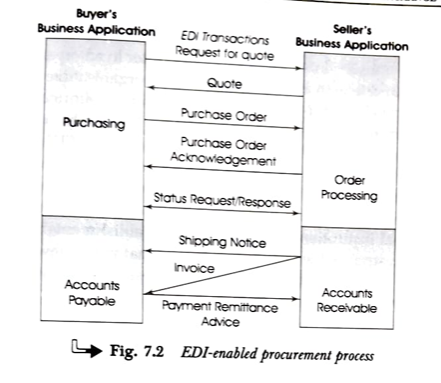 Buyer's
Business Application
Seller's
Business Application
EDI Transactions
Request for quote
Quote
Purchasing
Purchase Order
Purchase Order
Acknowledgement
Order
Processing
Status Request/Response
Shipping Notice
Invoice
Accounts
Payable
Accounts
Receivable
Payment Remittance
Advice
Fig. 7.2 EDI-enabled procurement process